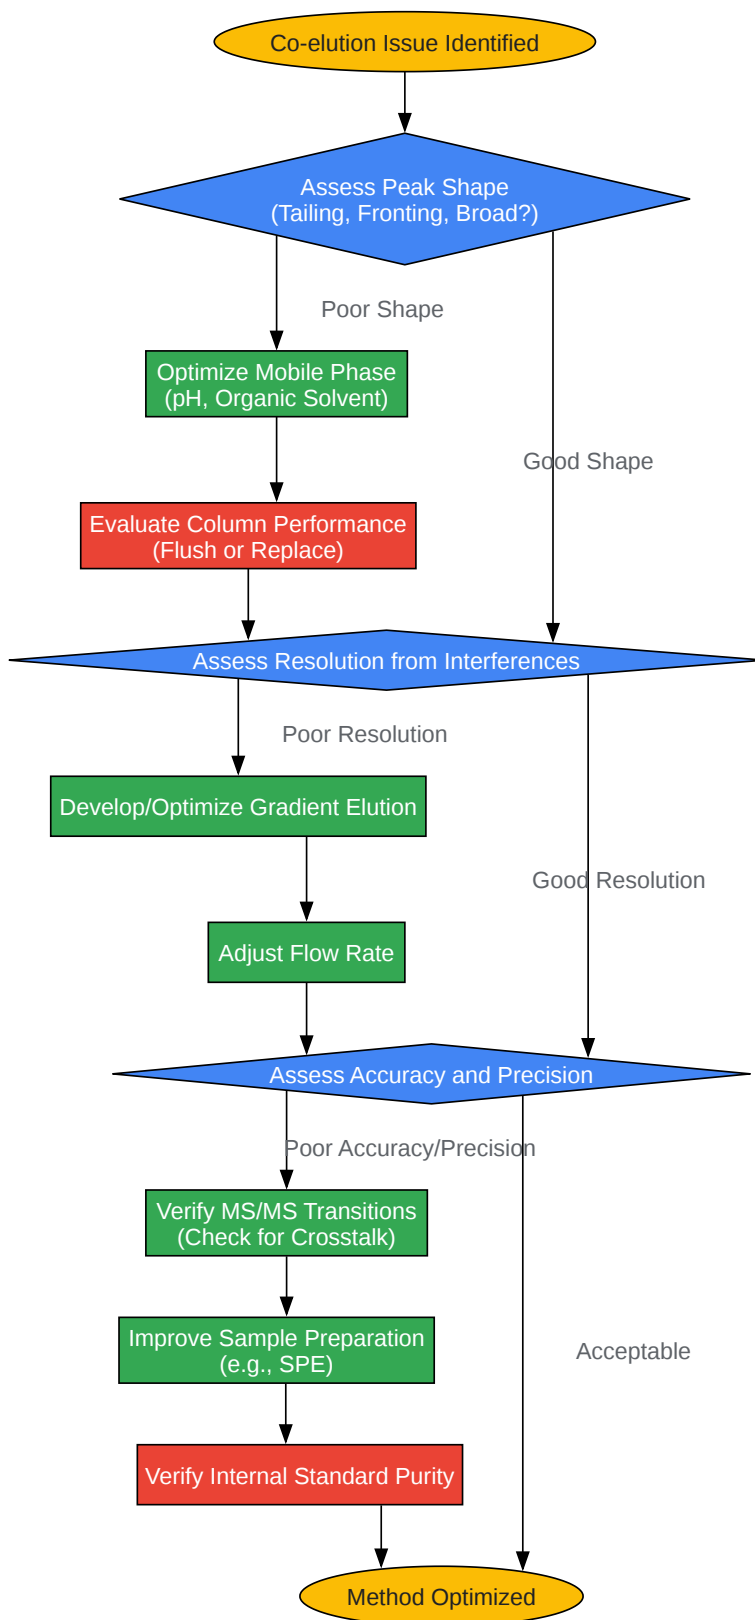 Co-elution Issue Identified
Assess Peak Shape
(Tailing, Fronting, Broad?)
Poor Shape
Optimize Mobile Phase
(pH, Organic Solvent)
Good Shape
Evaluate Column Performance
(Flush or Replace)
Assess Resolution from Interferences
Poor Resolution
Develop/Optimize Gradient Elution
Good Resolution
Adjust Flow Rate
Assess Accuracy and Precision
Poor Accuracy/Precision
Verify MS/MS Transitions
(Check for Crosstalk)
Improve Sample Preparation
(e.g., SPE)
Acceptable
Verify Internal Standard Purity
Method Optimized